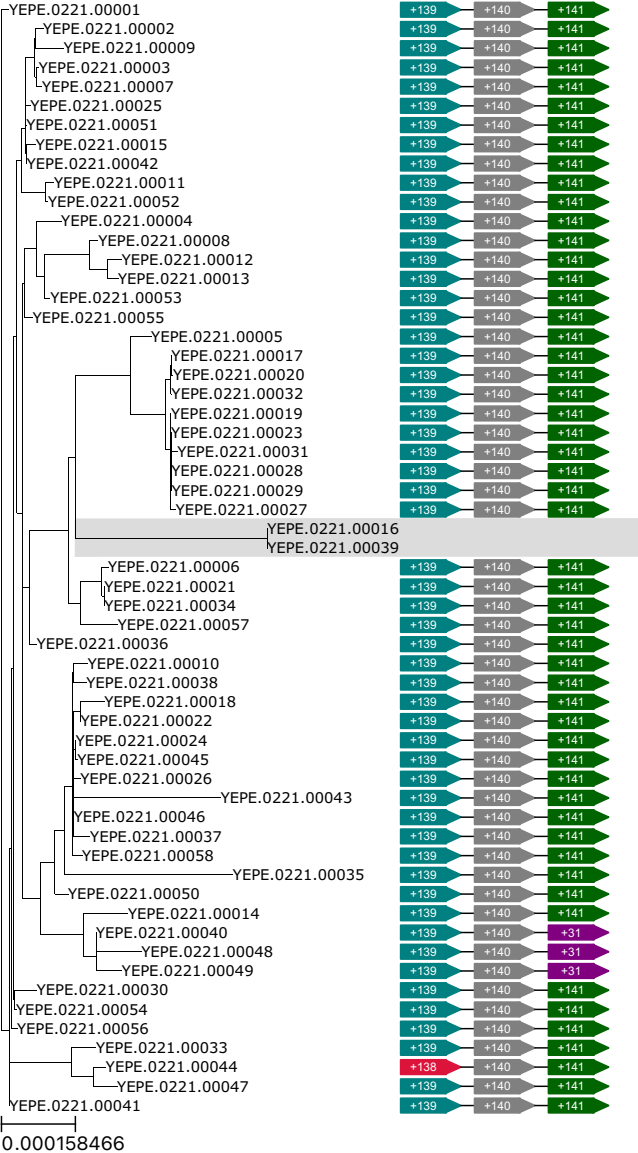 YEPE.0221.00001 +139 +140 +141
YEPE.0221.00002 +139 +140 +141
YEPE.0221.00009 +139 +140 +141
YEPE.0221.00003 +139 +140 +141
YEPE.0221.00007 +139 +140 +141
YEPE.0221.00025 +139 +140 +141
YEPE.0221.00051 +139 +140 +141
YEPE.0221.00015 +139 +140 +141
YEPE.0221.00042 +139 +140 +141
YEPE.0221.00011 +139 +140 +141
YEPE.0221.00052 +139 +140 +141
YEPE.0221.00004 +139 +140 +141
YEPE.0221.00008 +139 +140 +141
YEPE.0221.00012 +139 +140 +141
YEPE.0221.00013 +139 +140 +141
YEPE.0221.00053 +139 +140 +141
YEPE.0221.00055 +139 +140 +141
YEPE.0221.00005 +139 +140 +141
YEPE.0221.00017 +139 +140 +141
YEPE.0221.00020 +139 +140 +141
YEPE.0221.00032 +139 +140 +141
YEPE.0221.00019 +139 +140 +141
YEPE.0221.00023 +139 +140 +141
YEPE.0221.00031 +139 +140 +141
YEPE.0221.00028 +139 +140 +141
YEPE.0221.00029 +139 +140 +141
YEPE.0221.00027 +139 +140 +141
YEPE.0221.00016
YEPE.0221.00039
YEPE.0221.00006 +139 +140 +141
YEPE.0221.00021 +139 +140 +141
YEPE.0221.00034 +139 +140 +141
YEPE.0221.00057 +139 +140 +141
YEPE.0221.00036 +139 +140 +141
YEPE.0221.00010 +139 +140 +141
YEPE.0221.00038 +139 +140 +141
YEPE.0221.00018 +139 +140 +141
YEPE.0221.00022 +139 +140 +141
YEPE.0221.00024 +139 +140 +141
YEPE.0221.00045 +139 +140 +141
YEPE.0221.00026 +139 +140 +141
YEPE.0221.00043 +139 +140 +141
YEPE.0221.00046 +139 +140 +141
YEPE.0221.00037 +139 +140 +141
YEPE.0221.00058 +139 +140 +141
YEPE.0221.00035 +139 +140 +141
YEPE.0221.00050 +139 +140 +141
YEPE.0221.00014 +139 +140 +141
YEPE.0221.00040 +139 +140 +31
YEPE.0221.00048 +139 +140 +31
YEPE.0221.00049 +139 +140 +31
YEPE.0221.00030 +139 +140 +141
YEPE.0221.00054 +139 +140 +141
YEPE.0221.00056 +139 +140 +141
YEPE.0221.00033 +139 +140 +141
YEPE.0221.00044 +138 +140 +141
YEPE.0221.00047 +139 +140 +141
YEPE.0221.00041 +139 +140 +141
0.000158466